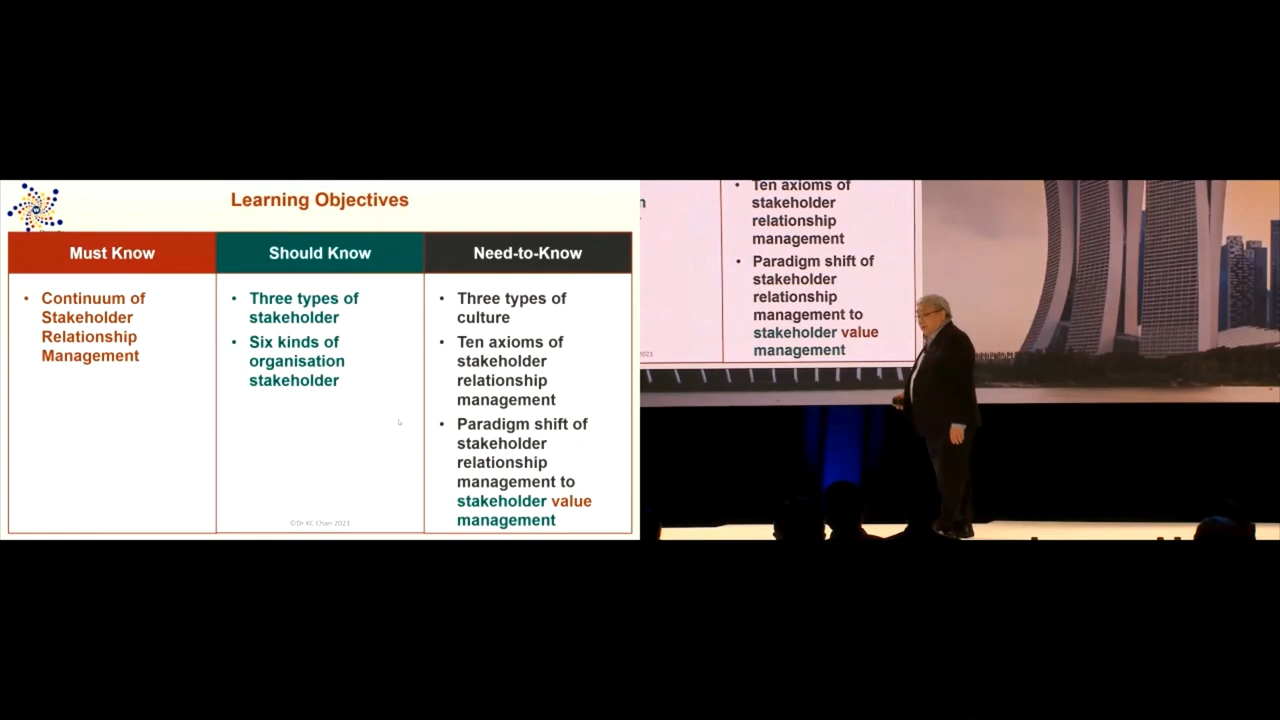 Learning Objectives
Must Know
Should Know
Need-to-Know
• Continuum of
Stakeholder
Relationship
Management
• Three types of
stakeholder
• Six kinds of
organisation
stakeholder
• Three types of
culture
• Ten axioms of
stakeholder
relationship
management
• Paradigm shift of
stakeholder
relationship
management to
stakeholder value
management
©Dr KC Chan 2021
• Ten axioms of
stakeholder
relationship
management
• Paradigm shift of
stakeholder
relationship
management to
stakeholder value
management
2021